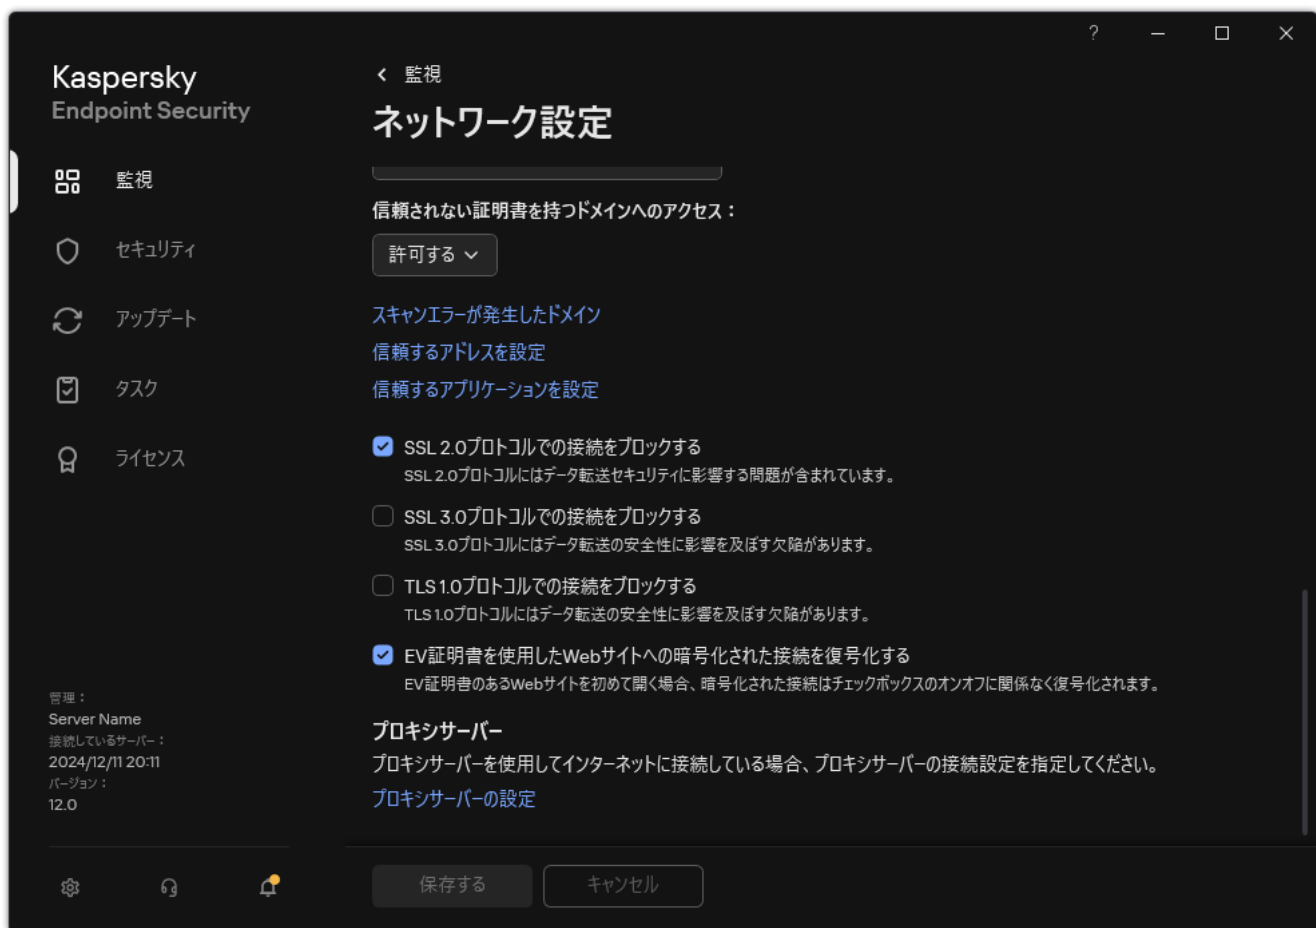 ?
Kaspersky
Endpoint Security
監視
セキュリティ
アップデート
タスク
ライセンス
管理：
Server Name
接続しているサーバー：
2024/12/11 20:11
バージョン：
12.0
監視
ネットワーク設定
信頼されない証明書を持つドメインへのアクセス：
許可する
スキャンエラーが発生したドメイン
信頼するアドレスを設定
信頼するアプリケーションを設定
SSL 2.0プロトコルでの接続をブロックする
SSL 2.0プロトコルにはデータ転送セキュリティに影響する問題が含まれています。
SSL 3.0プロトコルでの接続をブロックする
SSL 3.0プロトコルにはデータ転送の安全性に影響を及ぼす欠陥があります。
TLS 1.0プロトコルでの接続をブロックする
TLS 1.0プロトコルにはデータ転送の安全性に影響を及ぼす欠陥があります。
EV証明書を使用したWebサイトへの暗号化された接続を復号化する
EV証明書のあるWebサイトを初めて開く場合、暗号化された接続はチェックボックスのオンオフに関係なく復号化されます。
プロキシサーバー
プロキシサーバーを使用してインターネットに接続している場合、プロキシサーバーの接続設定を指定してください。
プロキシサーバーの設定
保存する
キャンセル